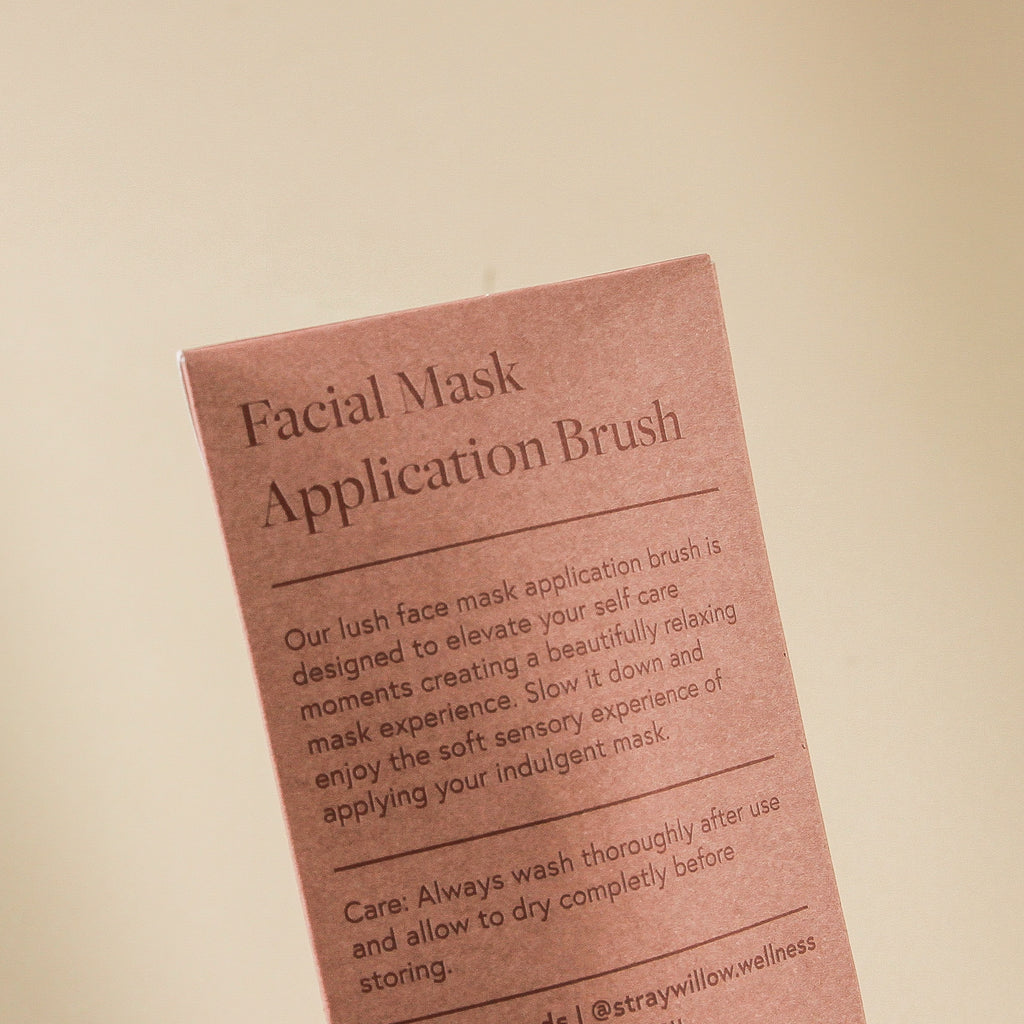 Facial Mask
Application Brush
Our lush face mask application brush is
designed to elevate your self care
moments creating a beautifully relaxing
mask experience. Slow it down and
enjoy the soft sensory experience of
applying your indulgent mask.
Care: Always wash thoroughly after use
and allow to dry completly before
storing.
| @straywillow.wellness